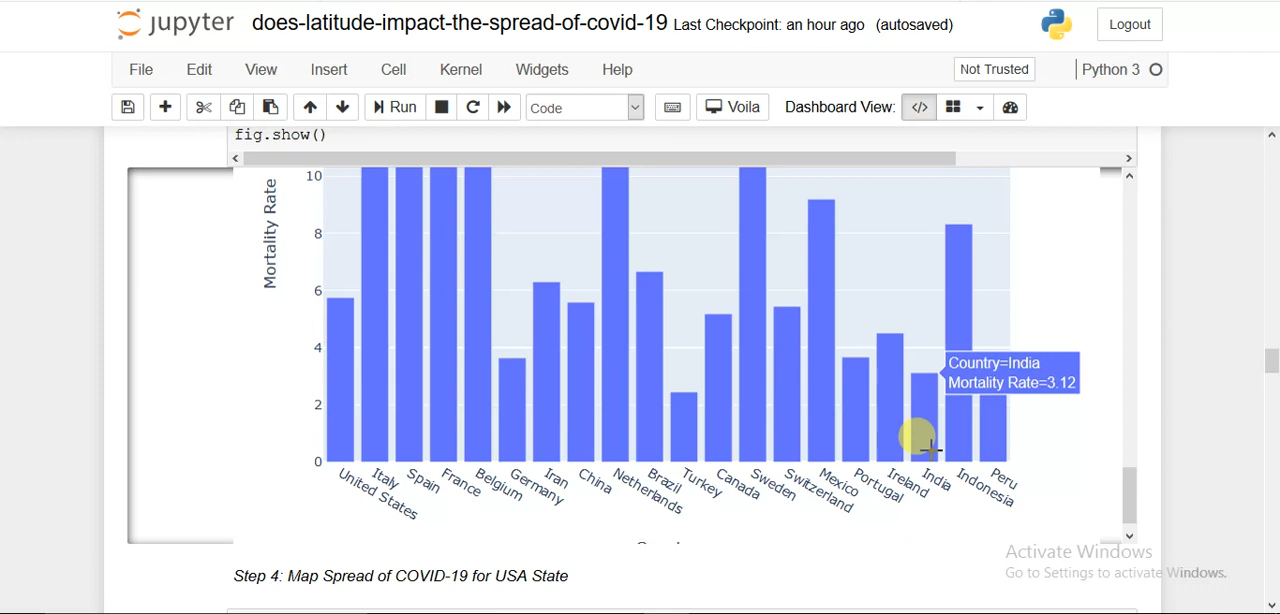 jupyter does-latitude-impact-the-spread-of-covid-19 Last Checkpoint: an hour ago (autosaved) Logout
File Edit View Insert Cell Kernel Widgets Help Not Trusted Python 3
Run Code Voila Dashboard View:
fig.show()
Mortality Rate
10
8
6
4
2
0
Country=India
Mortality Rate=3.12
United States
Italy
Spain
France
Belgium
Germany
Iran
China
Netherlands
Brazil
Turkey
Canada
Sweden
Switzerland
Mexico
Portugal
Ireland
India
Indonesia
Peru
Step 4: Map Spread of COVID-19 for USA State
Activate Windows
Go to Settings to activate Windows.